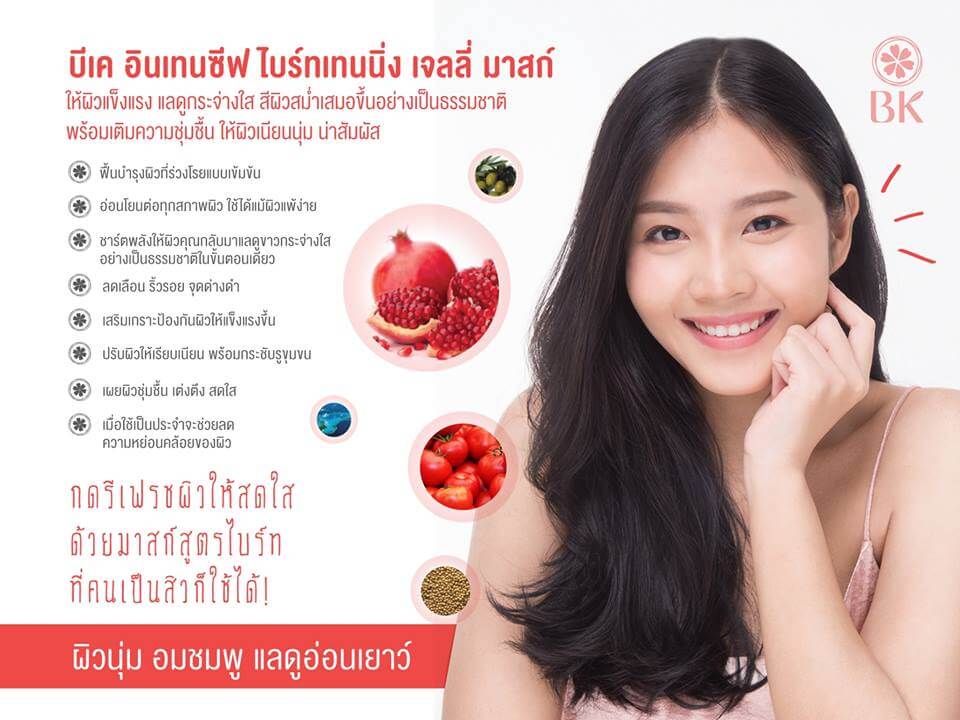 บีเค อินเทนซีฟ ไบร์ทเทนนิ่ง เจลลี่ มาสก์
ให้ผิวแข็งแรง แลดูกระจ่างใส สีผิวสม่ำเสมอขึ้นอย่างเป็นธรรมชาติ
พร้อมเติมความชุ่มชื้น ให้ผิวเนียนนุ่ม น่าสัมผัส
ฟื้นบำรุงผิวที่ร่วงโรยแบบเข้มข้น
อ่อนโยนต่อทุกสภาพผิว ใช้ได้แม้ผิวแพ้ง่าย
ชาร์ตพลังให้ผิวคุณกลับมาแลดูขาวกระจ่างใส
อย่างเป็นธรรมชาติในขั้นตอนเดียว
ลดเลือน ริ้วรอย จุดด่างดำ
เสริมเกราะป้องกันผิวให้แข็งแรงขึ้น
ปรับผิวให้เรียบเนียน พร้อมกระชับรูขุมขน
เผยผิวชุ่มชื้น เต่งตึง สดใส
เมื่อใช้เป็นประจำจะช่วยลด
ความหย่อนคล้อยของผิว
กดรีเฟรชผิวให้สดใส
ด้วยมาสก์สูตรไบร์ท
ที่คนเป็นสิวก็ใช้ได้!
ผิวนุ่ม อมชมพู แลดูอ่อนเยาว์
BK